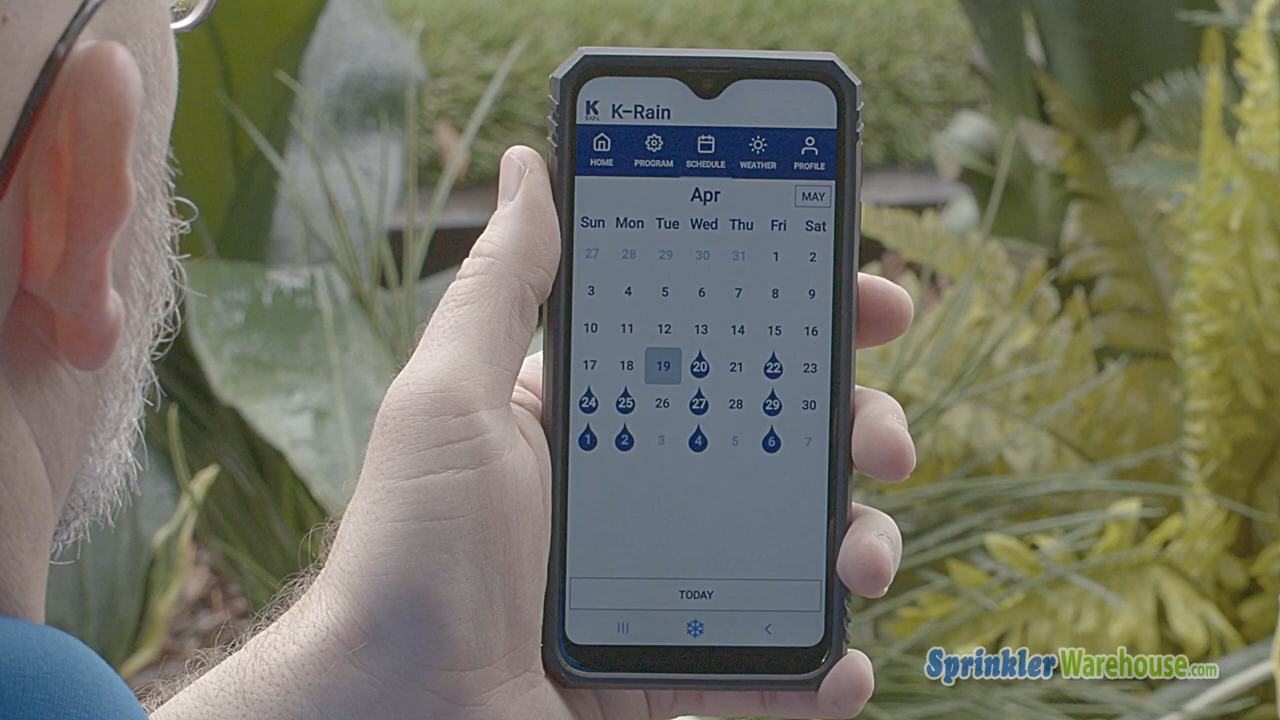 K RAIN K-Rain
HOME PROGRAM SCHEDULE WEATHER PROFILE
Apr MAY
Sun Mon Tue Wed Thu Fri Sat
27 28 29 30 31 1 2
3 4 5 6 7 8 9
10 11 12 13 14 15 16
17 18 19 20 21 22 23
24 25 26 27 28 29 30
1 2 3 4 5 6 7
TODAY
SprinklerWarehouse.com